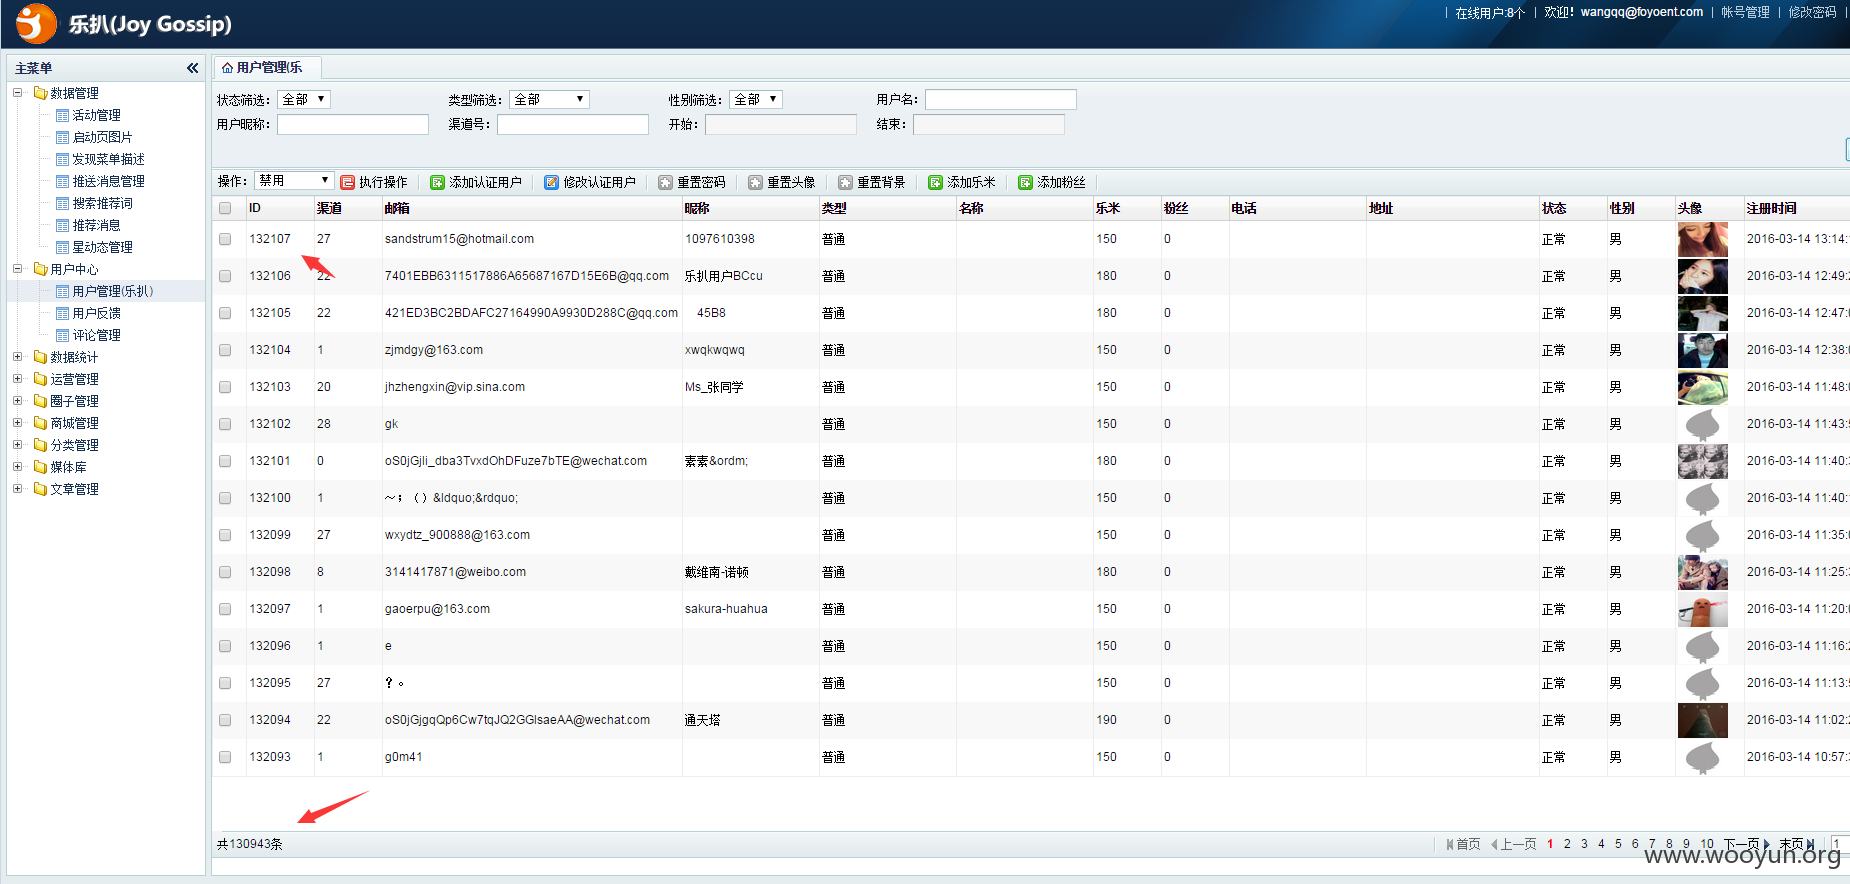 乐扒(Joy Gossip)
在线用户:8个 | 欢迎! wangqq@foyoent.com | 帐号管理 | 修改密码
主菜单
数据管理
活动管理
启动页图片
发现菜单描述
推送消息管理
搜索推荐词
推荐消息
星动态管理
用户中心
用户管理(乐扒)
用户反馈
评论管理
数据统计
运营管理
圈子管理
商城管理
分类管理
媒体库
文章管理
用户管理(乐
状态筛选: 全部 类型筛选: 全部 性别筛选: 全部 用户名:
用户昵称: 渠道号: 开始: 结束:
操作: 禁用 执行操作 添加认证用户 修改认证用户 重置密码 重置头像 重置背景 添加乐米 添加粉丝
ID 渠道 邮箱 昵称 类型 名称 乐米 粉丝 电话 地址 状态 性别 头像 注册时间
132107 27 sandstrum15@hotmail.com 1097610398 普通 150 0 正常 男 2016-03-14 13:14:
132106 22 7401EBB6311517886A65687167D15E6B@qq.com 乐扒用户BCcu 普通 180 0 正常 男 2016-03-14 12:49:
132105 22 421ED3BC2BDAFC27164990A9930D288C@qq.com 45B8 普通 180 0 正常 男 2016-03-14 12:47:
132104 1 zjmdgy@163.com xwqkwqwq 普通 150 0 正常 男 2016-03-14 12:38:
132103 20 jhzhengxin@vip.sina.com Ms_张同学 普通 150 0 正常 男 2016-03-14 11:48:
132102 28 gk 普通 150 0 正常 男 2016-03-14 11:43:
132101 0 oS0jGjli_dba3TvxdOhDFuze7bTE@wechat.com 素素&ordm; 普通 180 0 正常 男 2016-03-14 11:40:
132100 1 ～；（）&ldquo;&rdquo; 普通 150 0 正常 男 2016-03-14 11:40:
132099 27 wxydtz_900888@163.com 普通 150 0 正常 男 2016-03-14 11:35:
132098 8 3141417871@weibo.com 戴维南-诺顿 普通 180 0 正常 男 2016-03-14 11:25:
132097 1 gaoerpu@163.com sakura-huahua 普通 150 0 正常 男 2016-03-14 11:20:
132096 1 e 普通 150 0 正常 男 2016-03-14 11:16:
132095 27 ？。 普通 150 0 正常 男 2016-03-14 11:13:
132094 22 oS0jGjgqQp6Cw7tqJQ2GGlsaeAA@wechat.com 通天塔 普通 190 0 正常 男 2016-03-14 11:02:
132093 1 g0m41 普通 150 0 正常 男 2016-03-14 10:57:
共130943条 首页 上一页 1 2 3 4 5 6 7 8 9 10 下一页 末页 1
www.wooyun.org